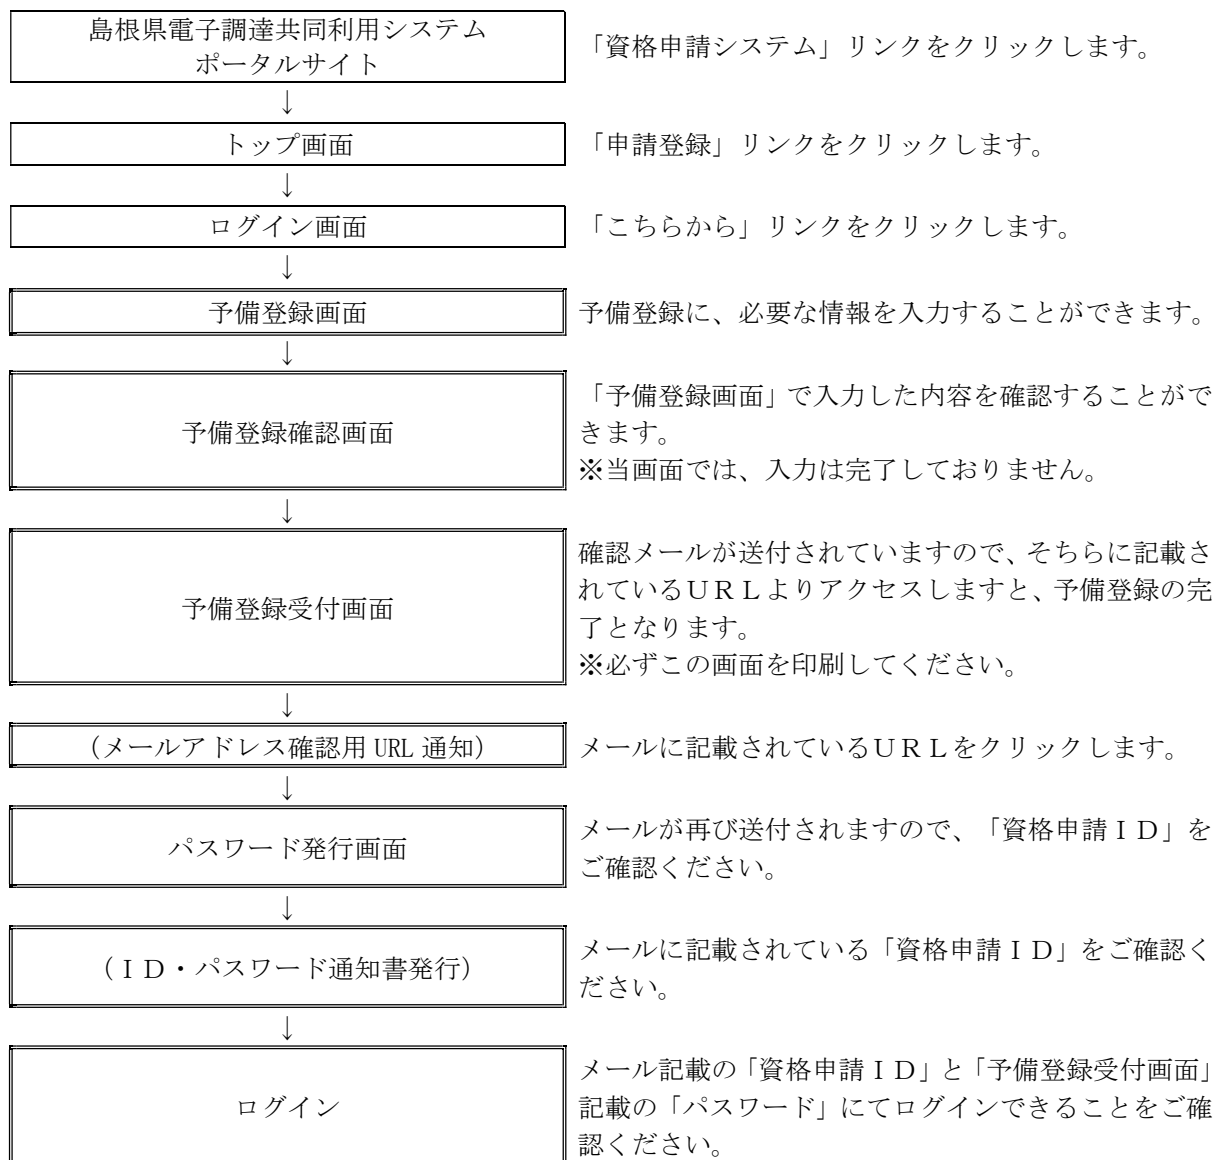 島根県電子調達共同利用システム
ポータルサイト
「資格申請システム」リンクをクリックします。
↓
トップ画面
「申請登録」リンクをクリックします。
↓
ログイン画面
「こちらから」リンクをクリックします。
↓
予備登録画面
予備登録に、必要な情報を入力することができます。
↓
予備登録確認画面
「予備登録画面」で入力した内容を確認することがで
きます。
※当画面では、入力は完了しておりません。
↓
予備登録受付画面
確認メールが送付されていますので、そちらに記載さ
れているＵＲＬよりアクセスしますと、予備登録の完
了となります。
※必ずこの画面を印刷してください。
↓
（メールアドレス確認用 URL 通知）
メールに記載されているＵＲＬをクリックします。
↓
パスワード発行画面
メールが再び送付されますので、「資格申請ＩＤ」を
ご確認ください。
↓
（ＩＤ・パスワード通知書発行）
メールに記載されている「資格申請ＩＤ」をご確認く
ださい。
↓
ログイン
メール記載の「資格申請ＩＤ」と「予備登録受付画面」
記載の「パスワード」にてログインできることをご確
認ください。